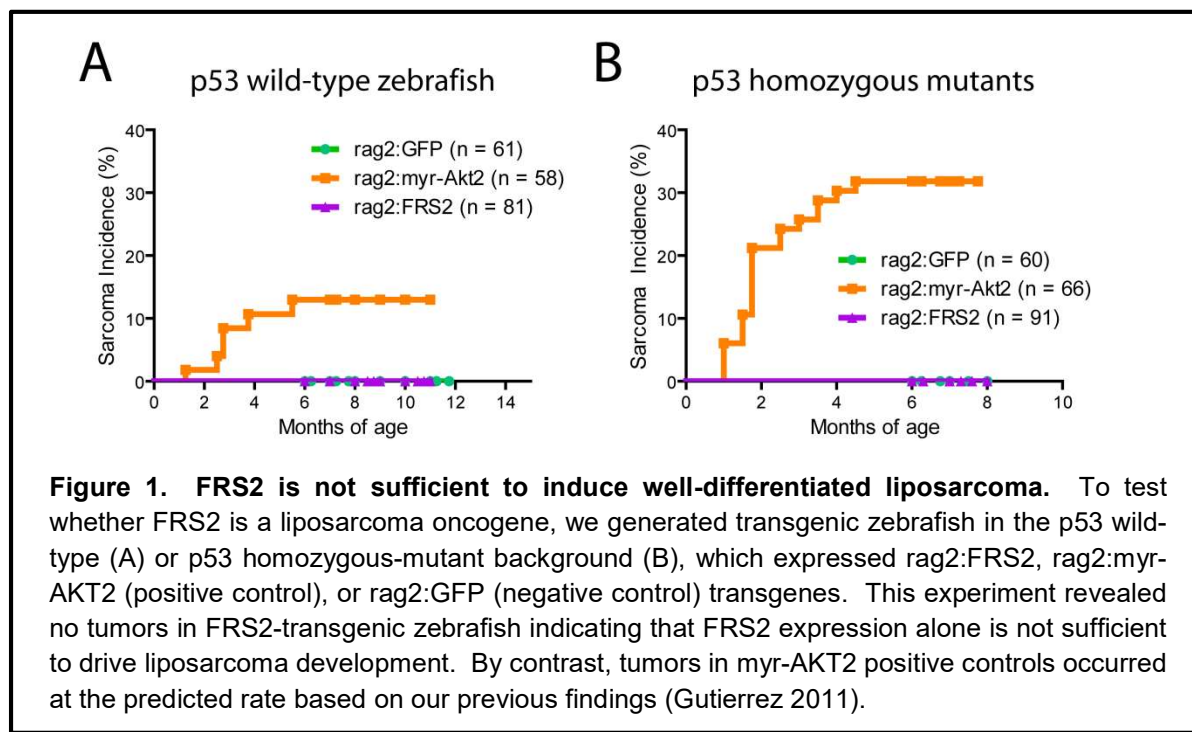 A
p53 wild-type zebrafish
40
30
20
10
0
Sarcoma Incidence (%)
rag2:GFP (n = 61)
rag2:myr-Akt2 (n = 58)
rag2:FRS2 (n = 81)
0 2 4 6 8 10 12 14
Months of age
B
p53 homozygous mutants
40
30
20
10
0
Sarcoma Incidence (%)
rag2:GFP (n = 60)
rag2:myr-Akt2 (n = 66)
rag2:FRS2 (n = 91)
0 2 4 6 8 10
Months of age
Figure 1. FRS2 is not sufficient to induce well-differentiated liposarcoma. To test
whether FRS2 is a liposarcoma oncogene, we generated transgenic zebrafish in the p53 wild-
type (A) or p53 homozygous-mutant background (B), which expressed rag2:FRS2, rag2:myr-
AKT2 (positive control), or rag2:GFP (negative control) transgenes. This experiment revealed
no tumors in FRS2-transgenic zebrafish indicating that FRS2 expression alone is not sufficient
to drive liposarcoma development. By contrast, tumors in myr-AKT2 positive controls occurred
at the predicted rate based on our previous findings (Gutierrez 2011).